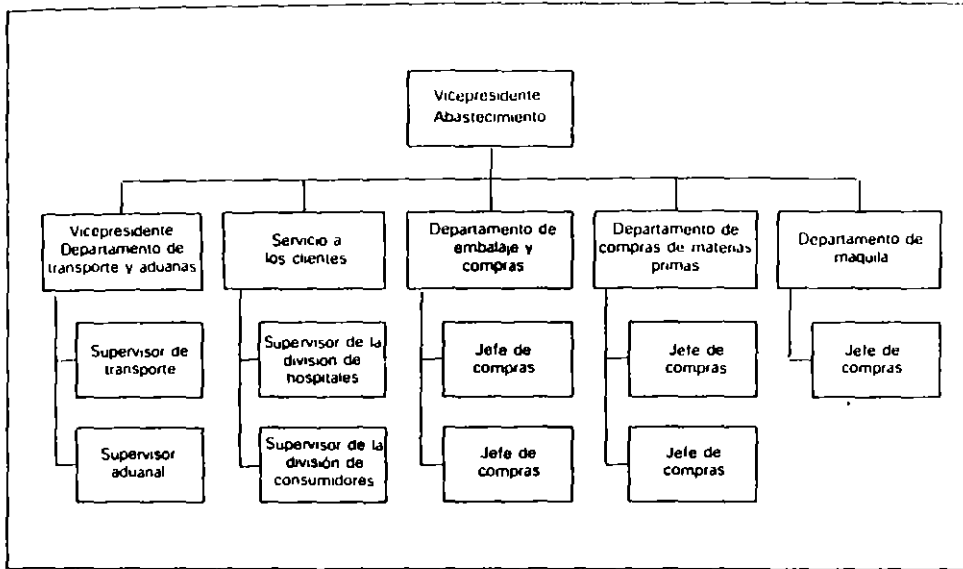 Vicepresidente
Abastecimiento
Vicepresidente
Departamento de
transporte y aduanas
Servicio a
los clientes
Departamento de
embalaje y
compras
Departamento de
compras de materias
primas
Departamento de
maquila
Supervisor de
transporte
Supervisor de la
división de
hospitales
Jefe de
compras
Jefe de
compras
Jefe de
compras
Supervisor
aduanal
Supervisor de la
división de
consumidores
Jefe de
compras
Jefe de
compras